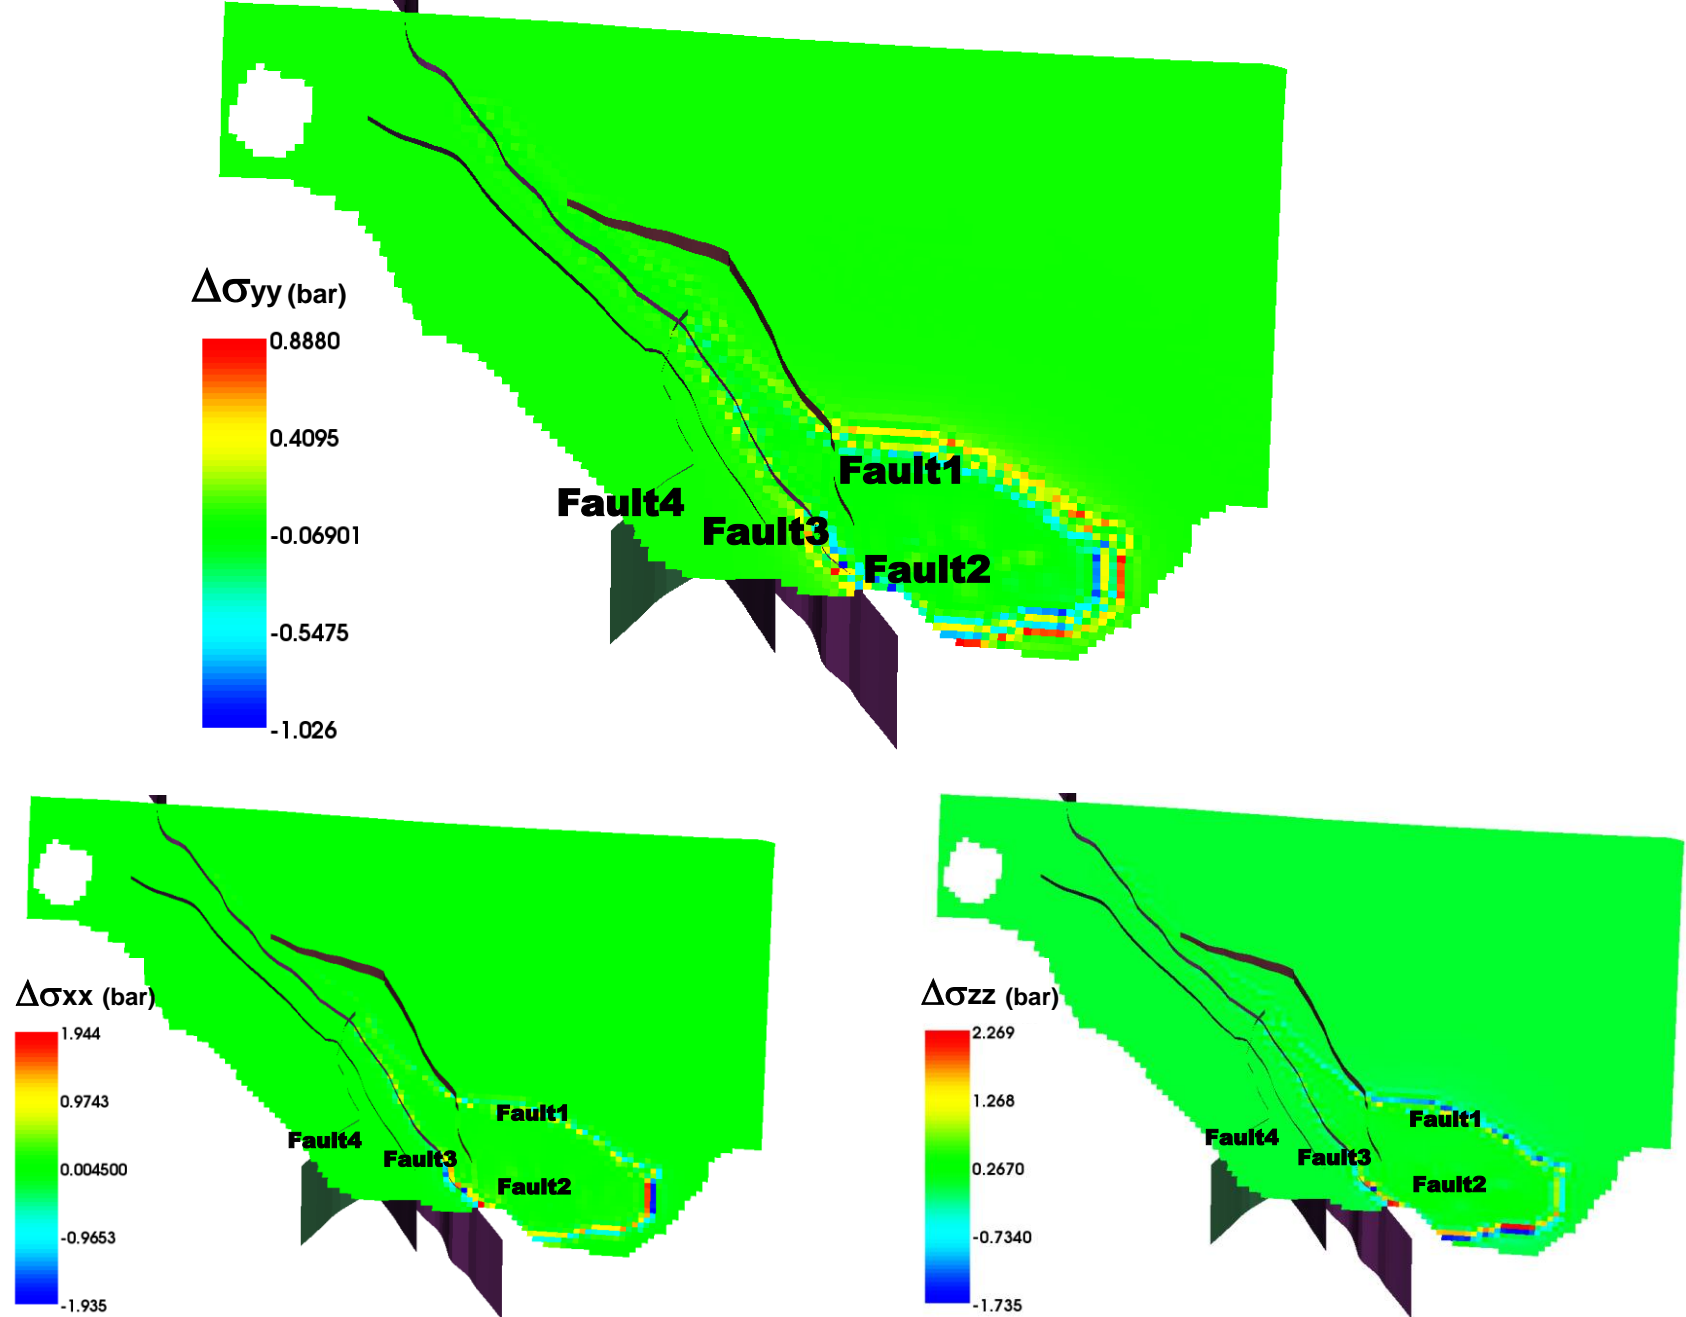 Δσyy (bar)
0.8880
0.4095
-0.06901
-0.5475
-1.026
Fault1
Fault4
Fault3
Fault2
Δσxx (bar)
1.944
0.9743
0.004500
-0.9653
-1.935
Fault1
Fault4
Fault3
Fault2
Δσzz (bar)
2.269
1.268
0.2670
-0.7340
-1.735
Fault1
Fault4
Fault3
Fault2